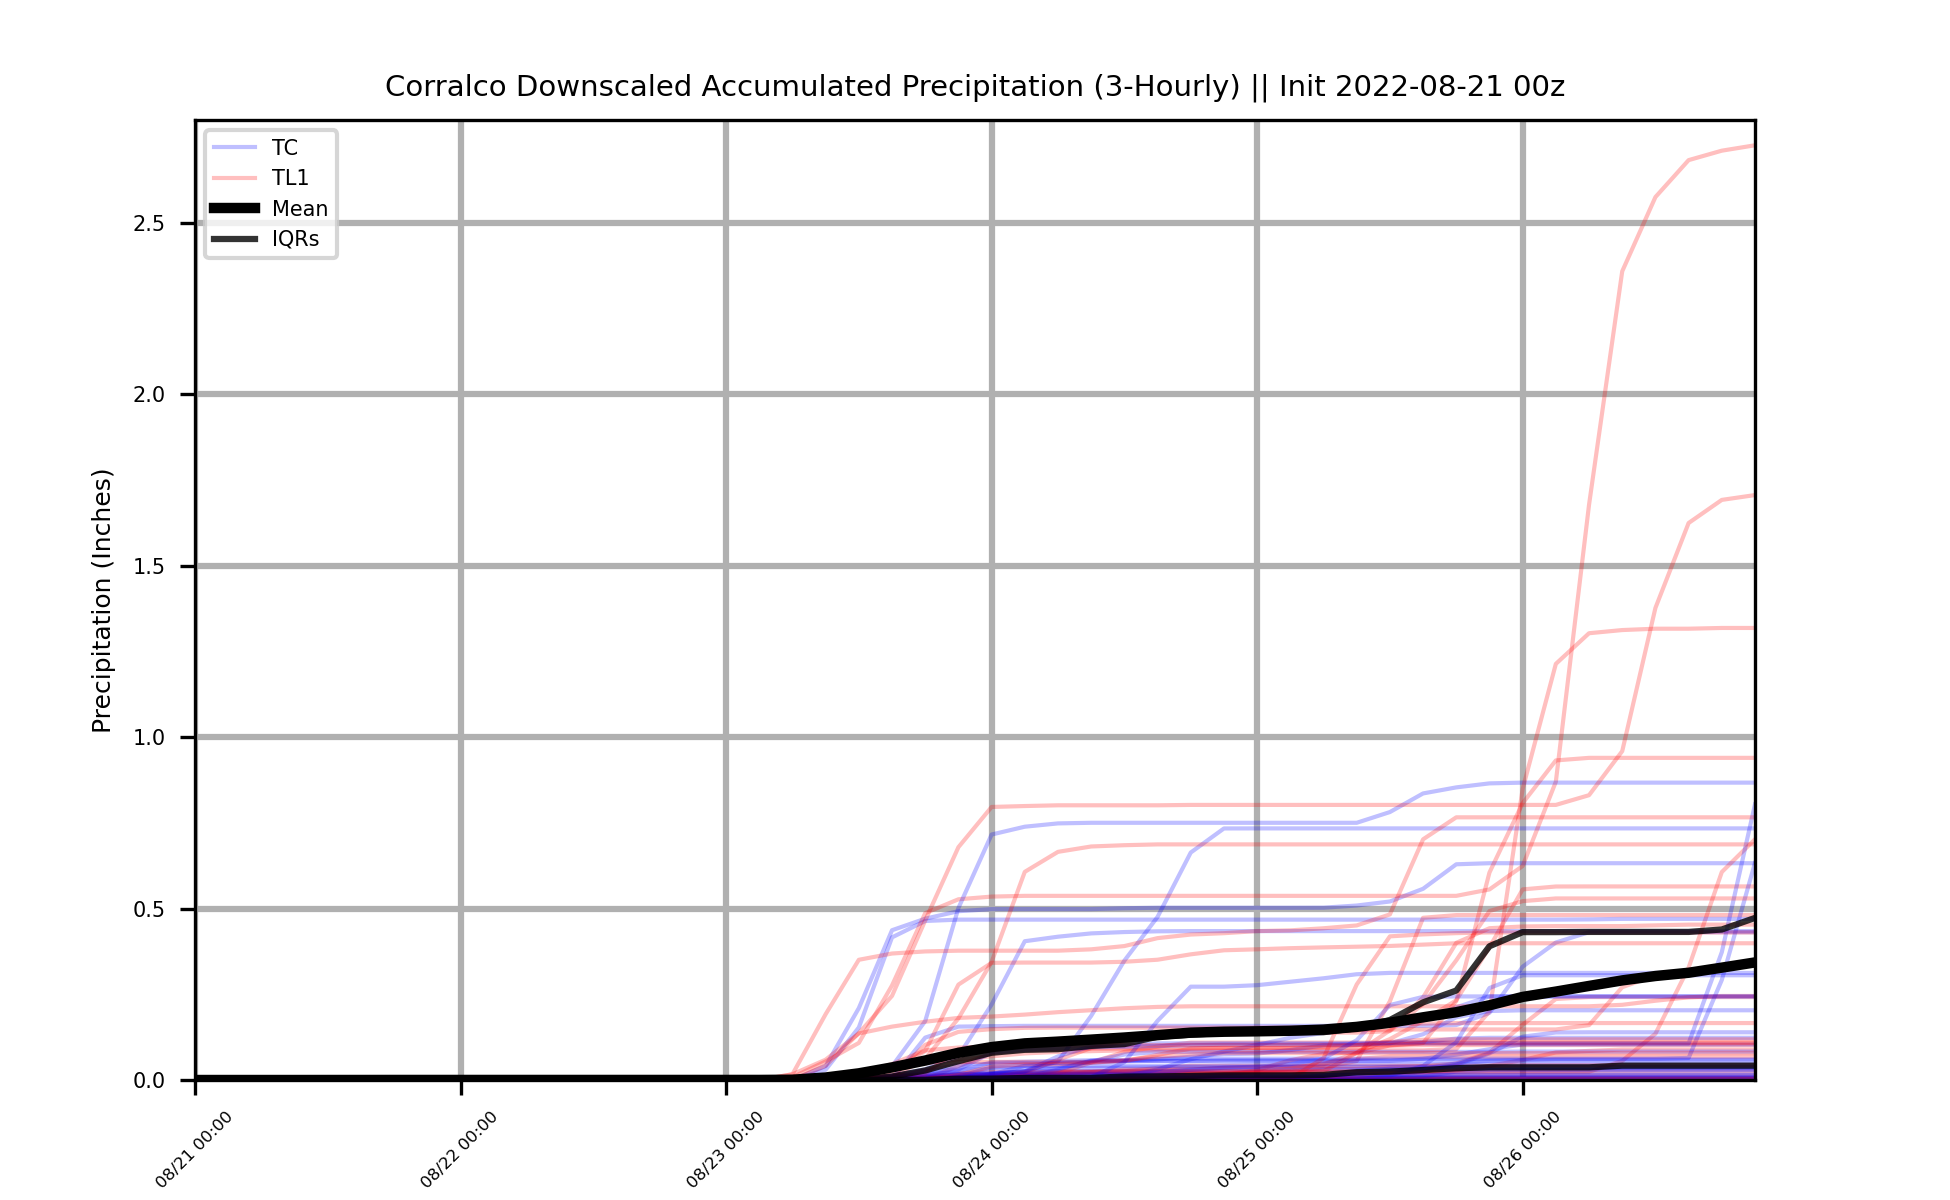 Corralco Downscaled Accumulated Precipitation (3-Hourly) || Init 2022-08-21 00z
TC
TL1
Mean
IQRs
Precipitation (Inches)
2.5
2.0
1.5
1.0
0.5
0.0
08/21 00:00
08/22 00:00
08/23 00:00
08/24 00:00
08/25 00:00
08/26 00:00